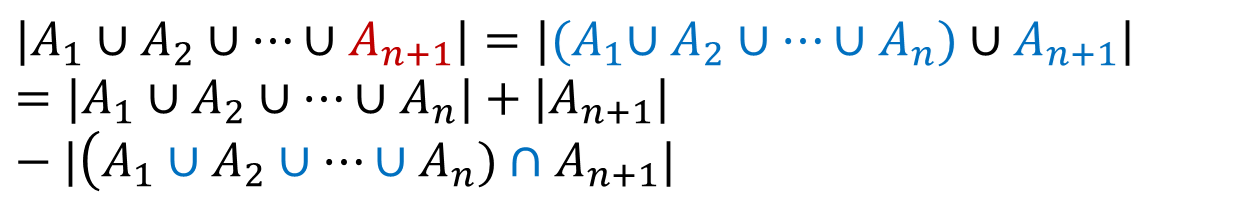 |A₁ ∪ A₂ ∪ ⋯ ∪ Aₙ₊₁| = |(A₁∪ A₂ ∪ ⋯ ∪ Aₙ) ∪ Aₙ₊₁|
= |A₁ ∪ A₂ ∪ ⋯ ∪ Aₙ| + |Aₙ₊₁|
− |(A₁ ∪ A₂ ∪ ⋯ ∪ Aₙ) ∩ Aₙ₊₁|